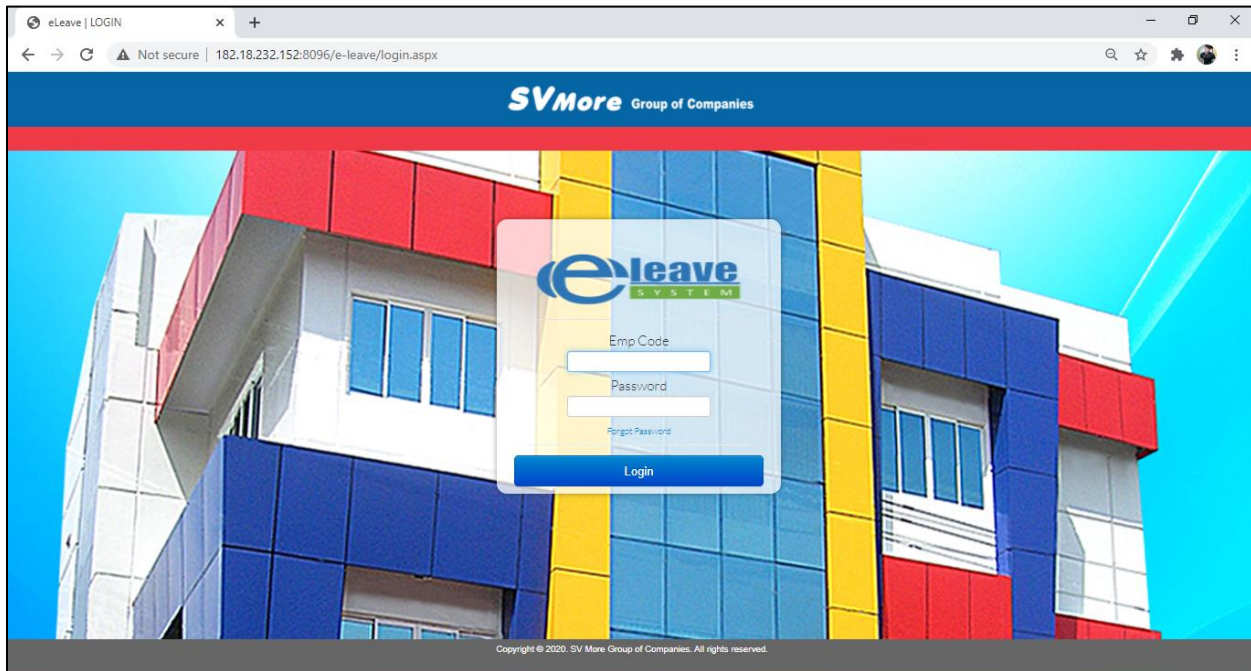 eLeave | LOGIN
Not secure | 182.18.232.152:8096/e-leave/login.aspx
SVMore Group of Companies
e leave
SYSTEM
Emp Code
Password
Forgot Password
Login
Copyright © 2020. SV More Group of Companies. All rights reserved.